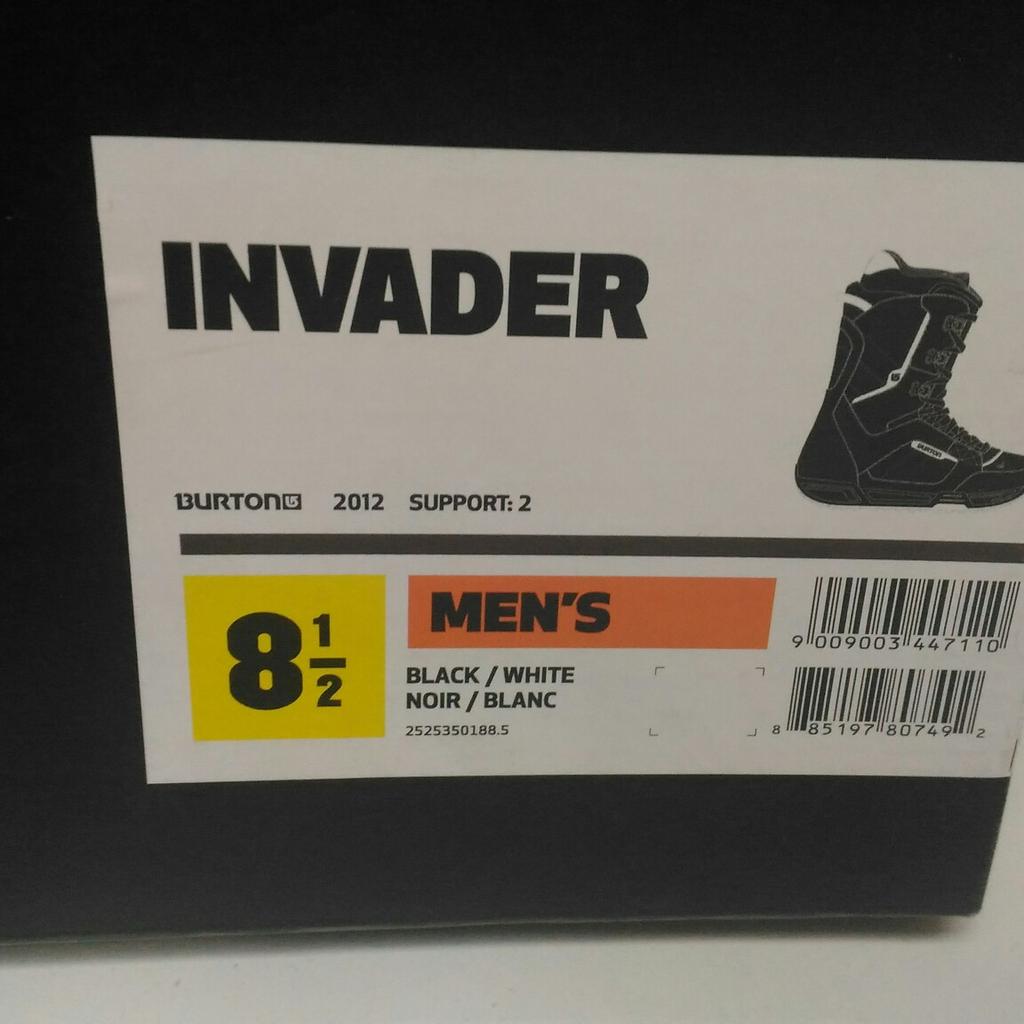 INVADER
BURTON 2012 SUPPORT: 2
8 1/2
MEN'S
BLACK / WHITE
NOIR / BLANC
2525350188.5
BURTON
9 009003 447110
8 85197 80749 2